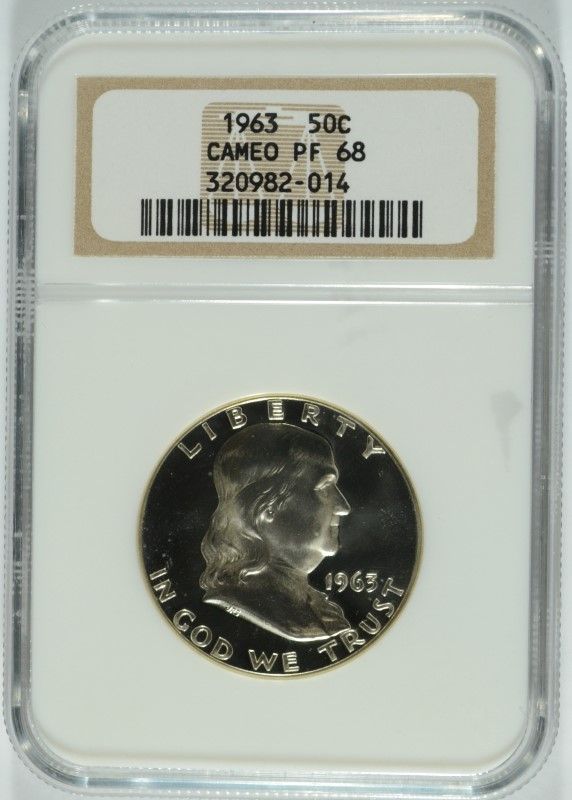 1963 50C
CAMEO PF 68
320982-014
LIBERTY
1963
IN GOD WE TRUST